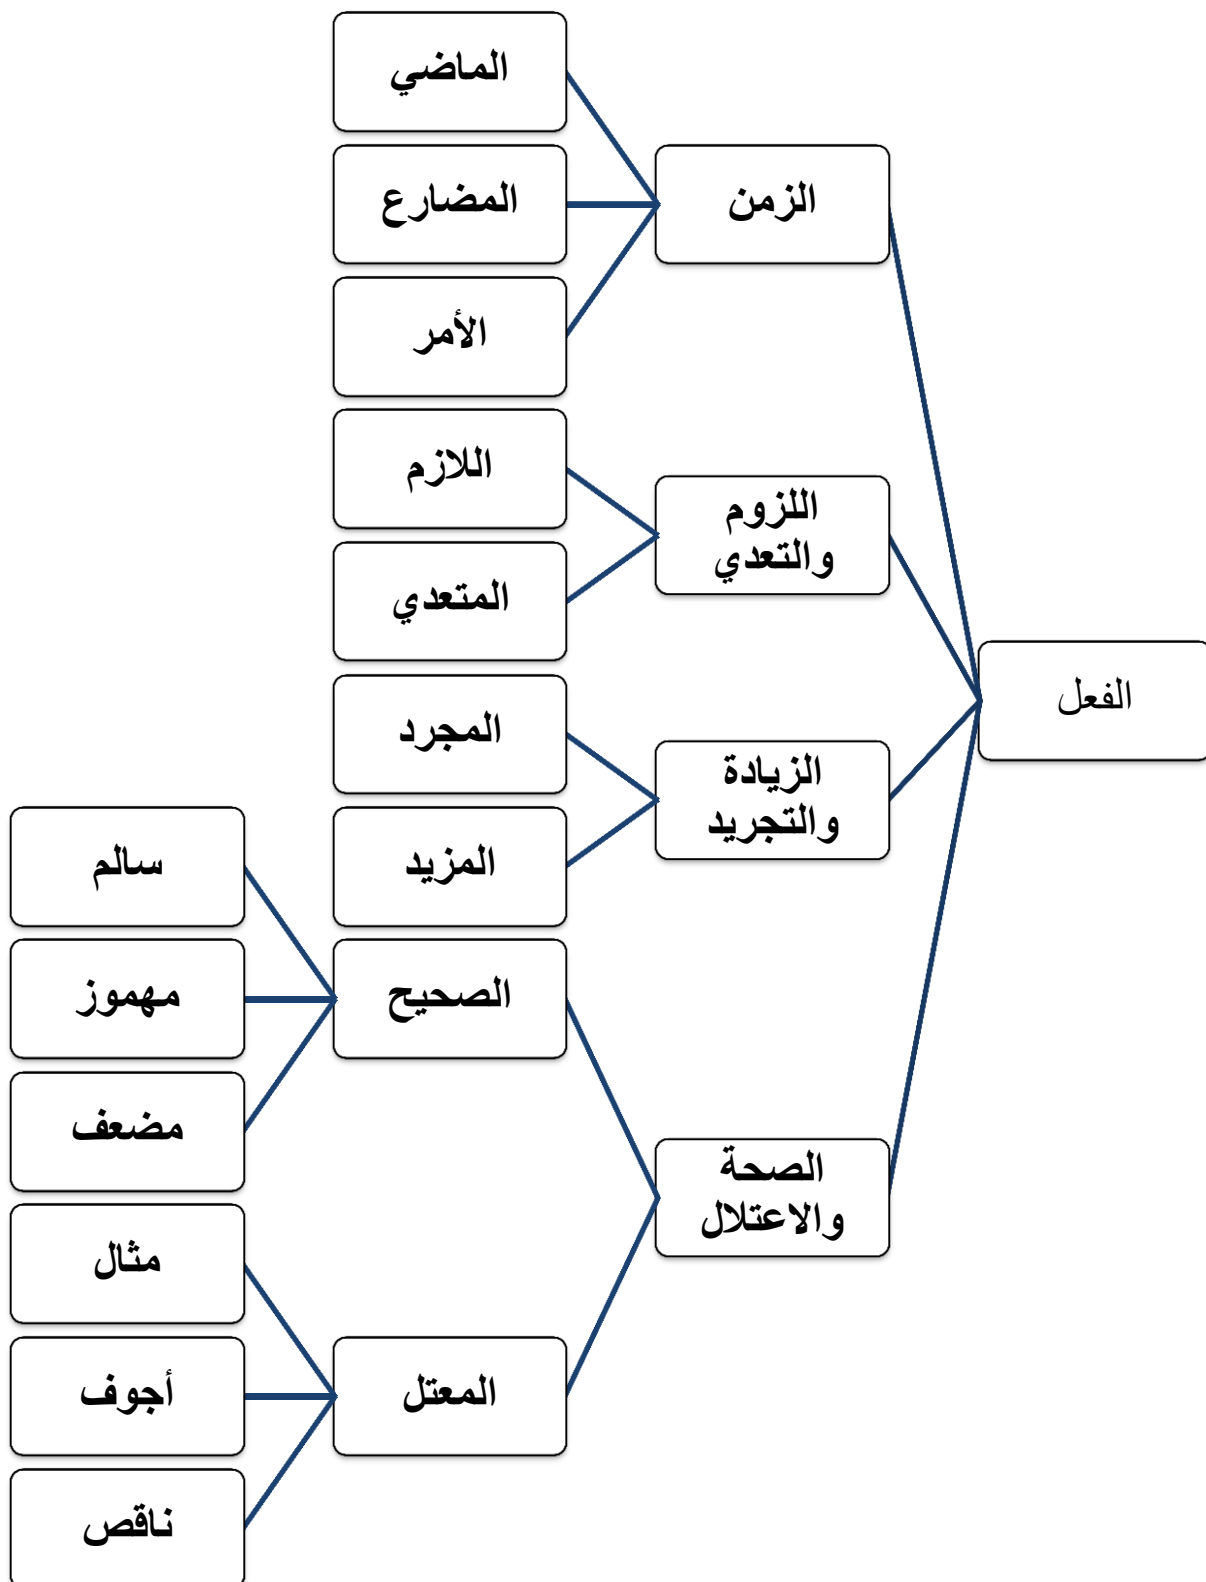 الفعل
الزمن
الماضي
المضارع
الأمر
اللزوم
والتعدي
اللازم
المتعدي
الزيادة
والتجريد
المجرد
المزيد
الصحة
والاعتلال
الصحيح
سالم
مهموز
مضعف
المعتل
مثال
أجوف
ناقص